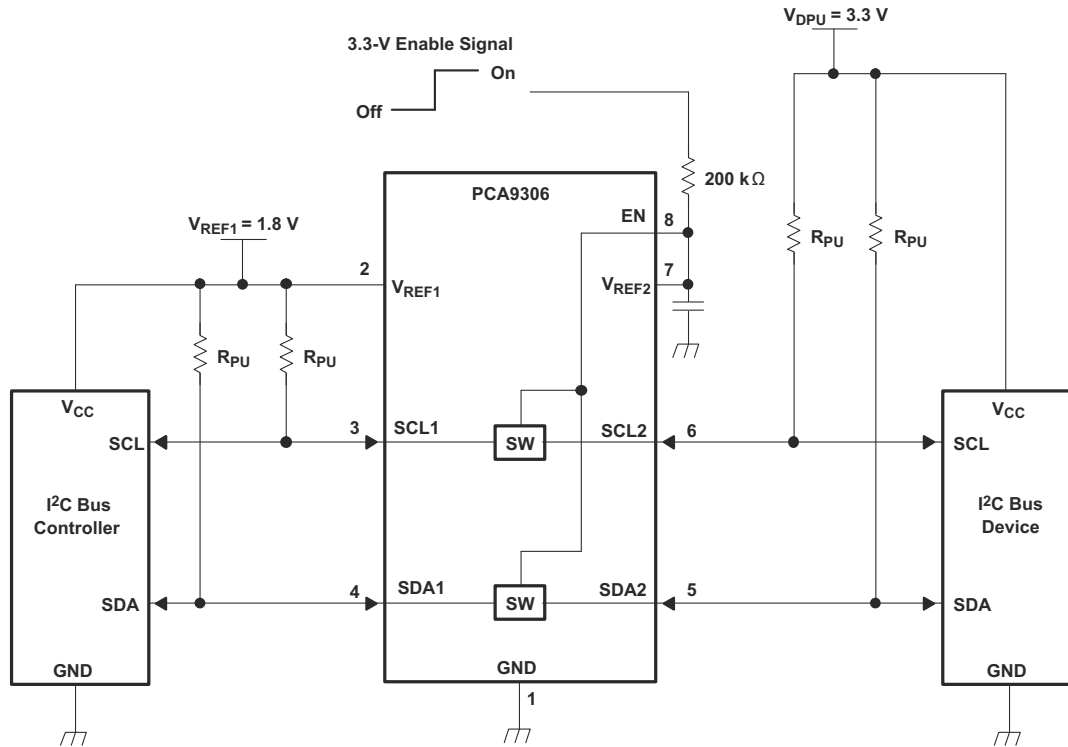 V_DPU = 3.3 V
3.3-V Enable Signal
On
Off
PCA9306
200 kΩ
EN
8
V_REF1 = 1.8 V
R_PU
R_PU
2
7
V_REF1
V_REF2
R_PU
R_PU
V_CC
V_CC
SCL
3
SCL1
SW
SCL2
6
SCL
I²C Bus
Controller
I²C Bus
Device
SDA
4
SDA1
SW
SDA2
5
SDA
GND
GND
1
GND